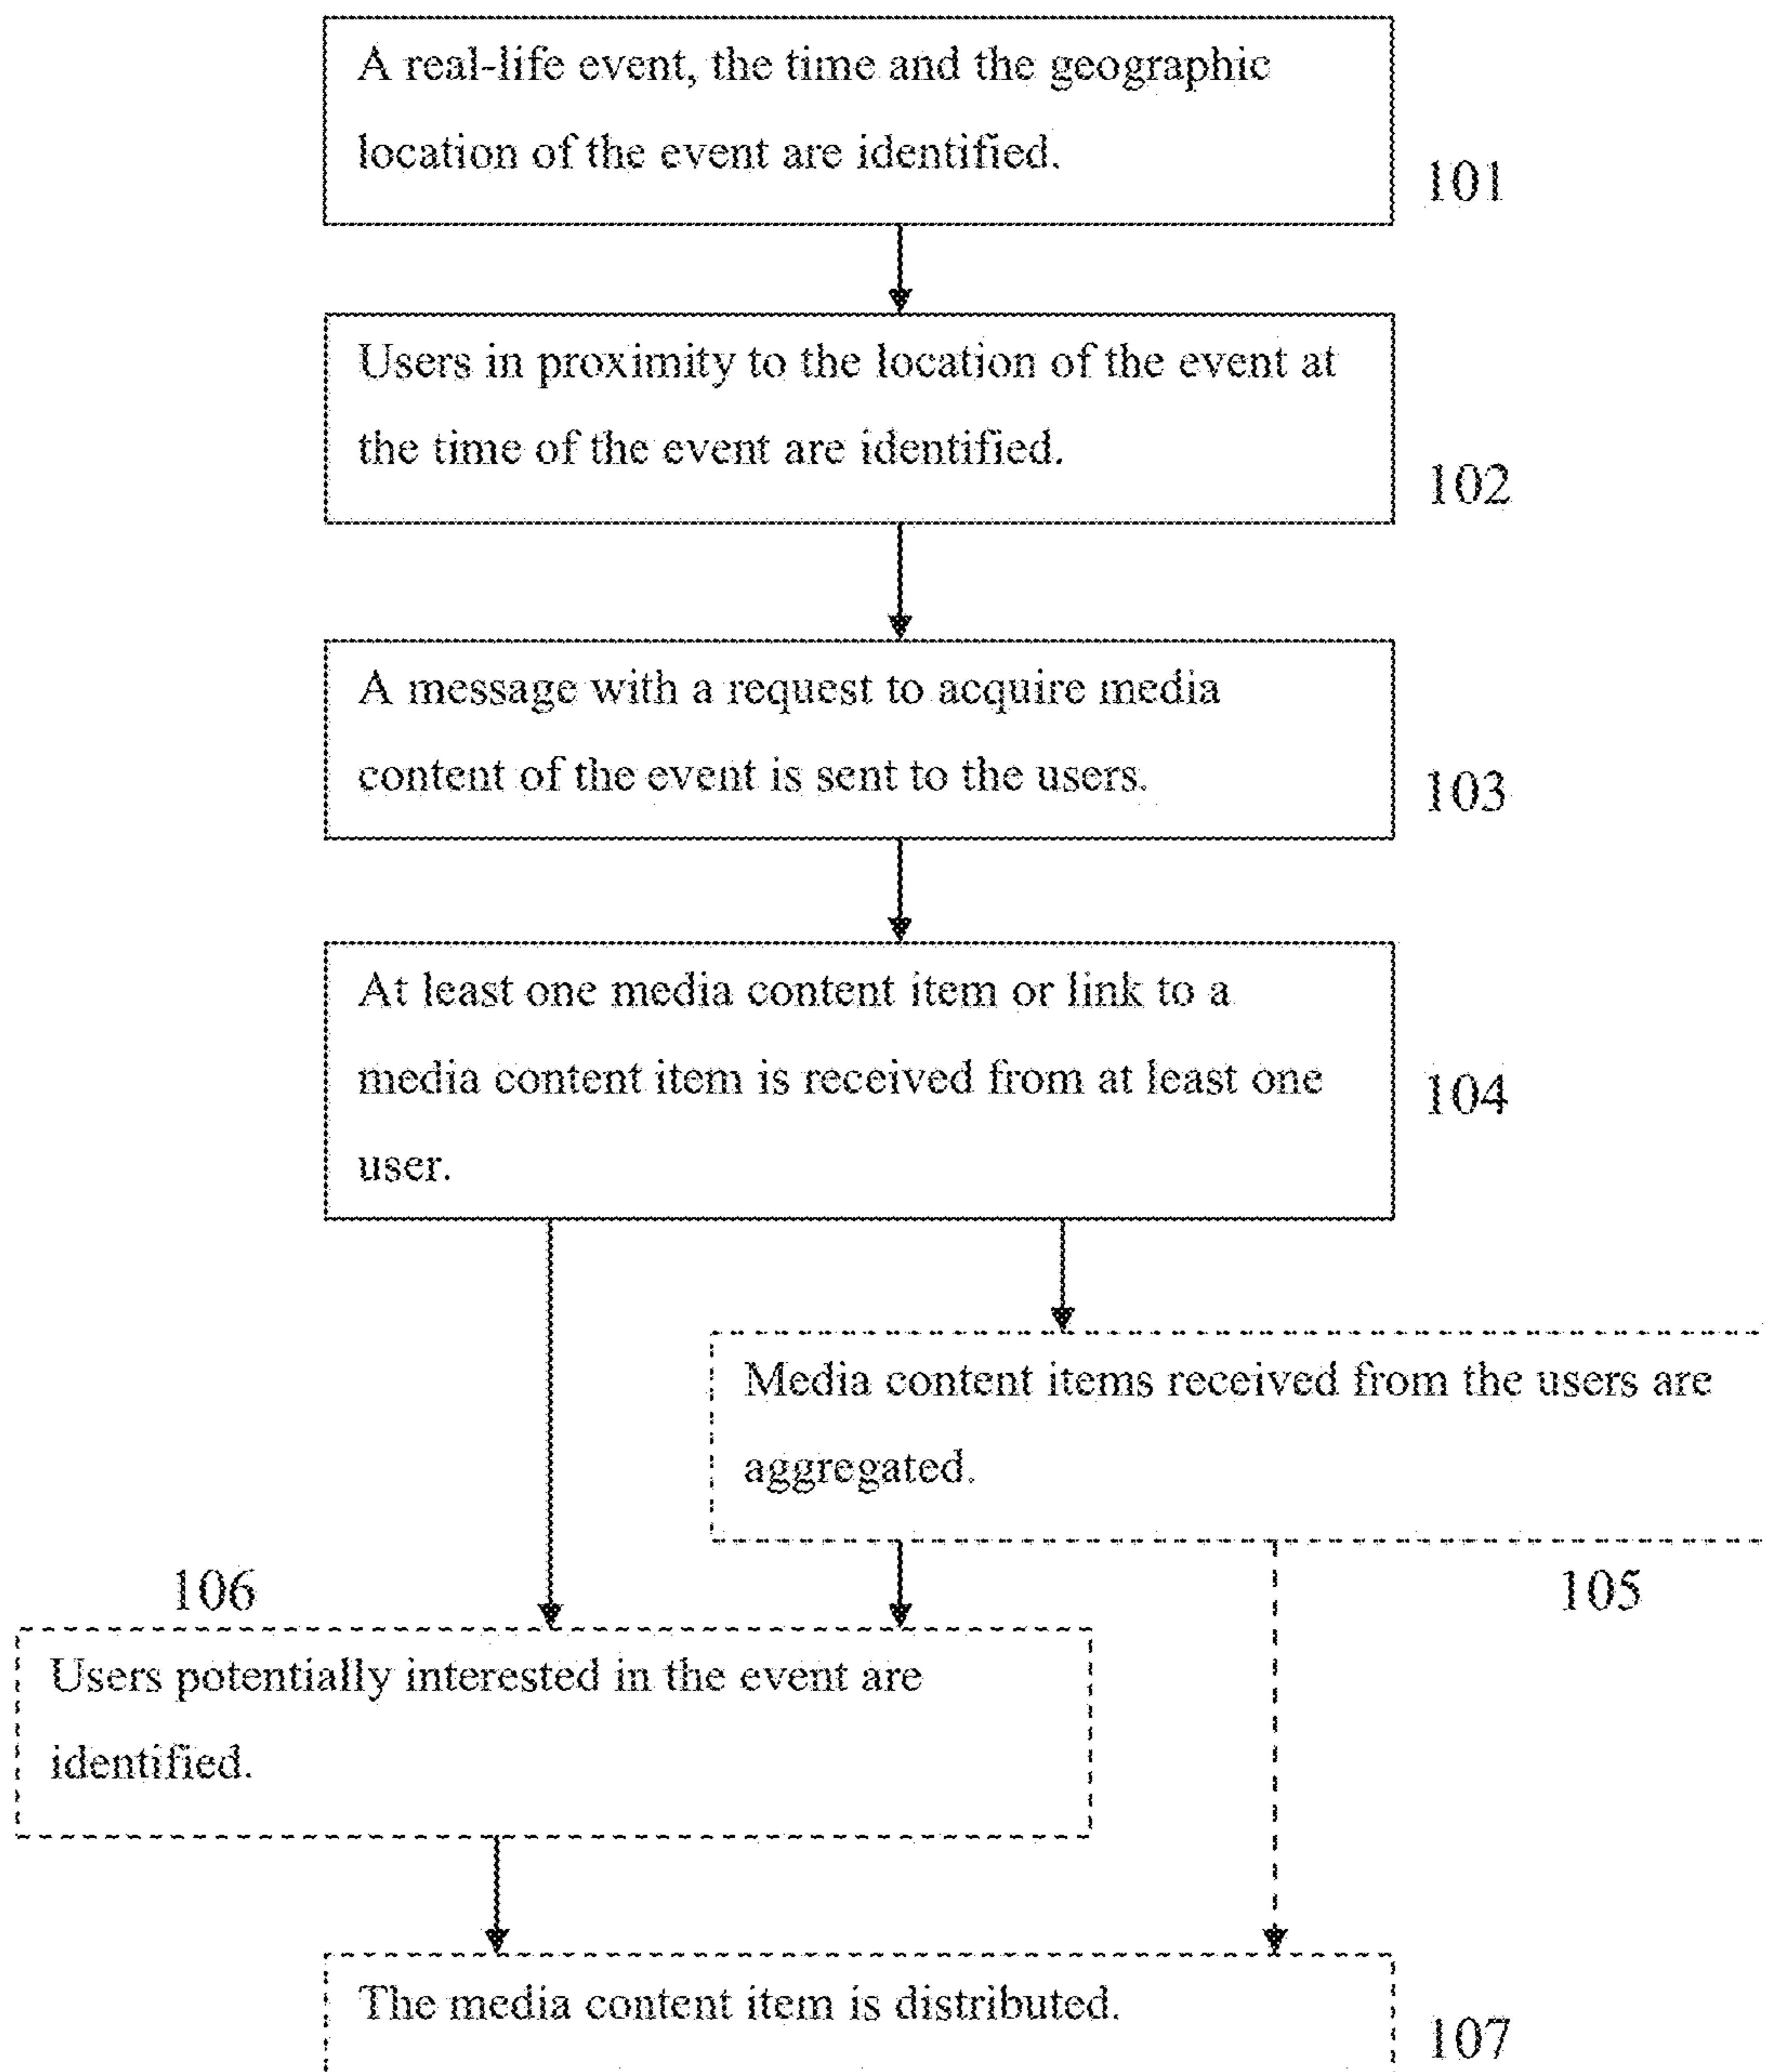 A real-life event, the time and the geographic
location of the event are identified.
101
Users in proximity to the location of the event at
the time of the event are identified.
102
A message with a request to acquire media
content of the event is sent to the users.
103
At least one media content item or link to a
media content item is received from at least one
user.
104
Media content items received from the users are
aggregated.
105
106
Users potentially interested in the event are
identified.
The media content item is distributed.
107